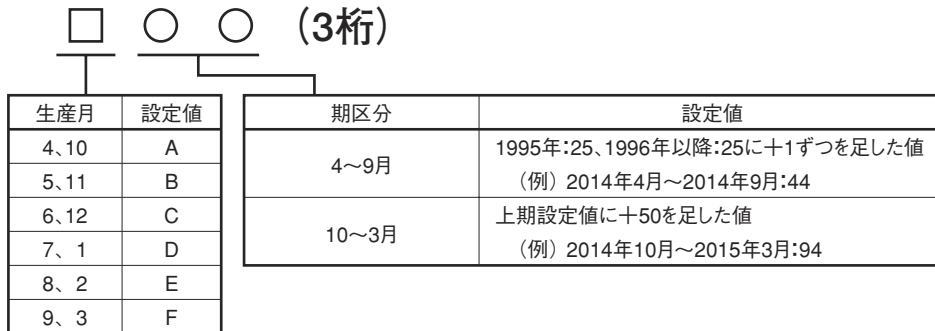 □ ○ ○ （3桁）
生産月 設定値
4、10 A
5、11 B
6、12 C
7、1 D
8、2 E
9、3 F
期区分 設定値
4～9月 1995年：25、1996年以降：25に＋1ずつを足した値
（例）2014年4月～2014年9月：44
10～3月 上期設定値に＋50を足した値
（例）2014年10月～2015年3月：94